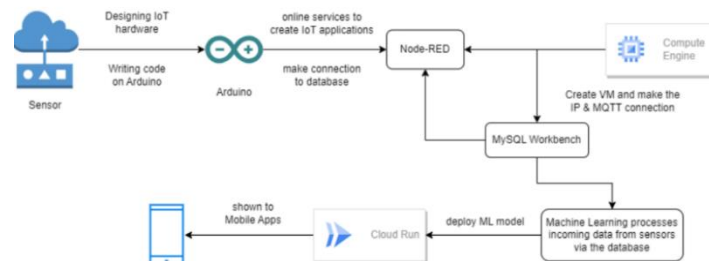 Designing IoT
hardware
Writing code
on Arduino
Sensor
Arduino
online services to
create IoT applications
make connection
to database
Node-RED
Compute
Engine
Create VM and make the
IP & MQTT connection
MySQL Workbench
Machine Learning processes
incoming data from sensors
via the database
deploy ML model
Cloud Run
shown to
Mobile Apps